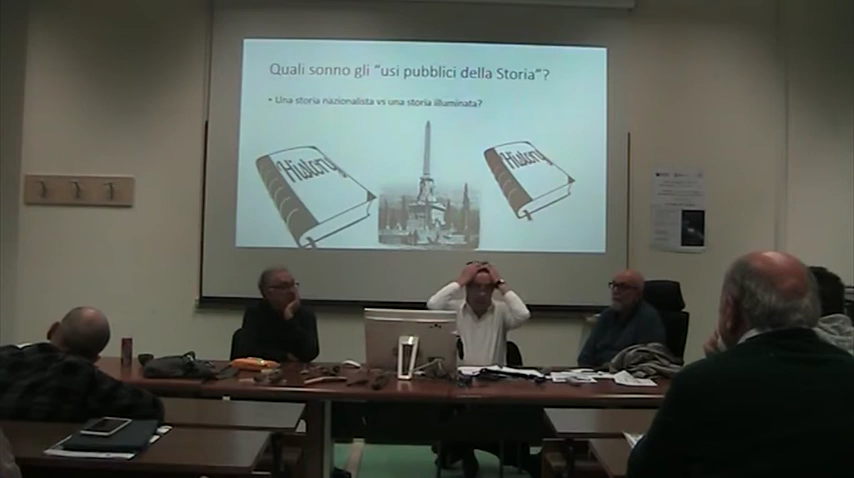 Quali sonno gli "usi pubblici della Storia"?
• Una storia nazionalista vs una storia illuminata?
History
History